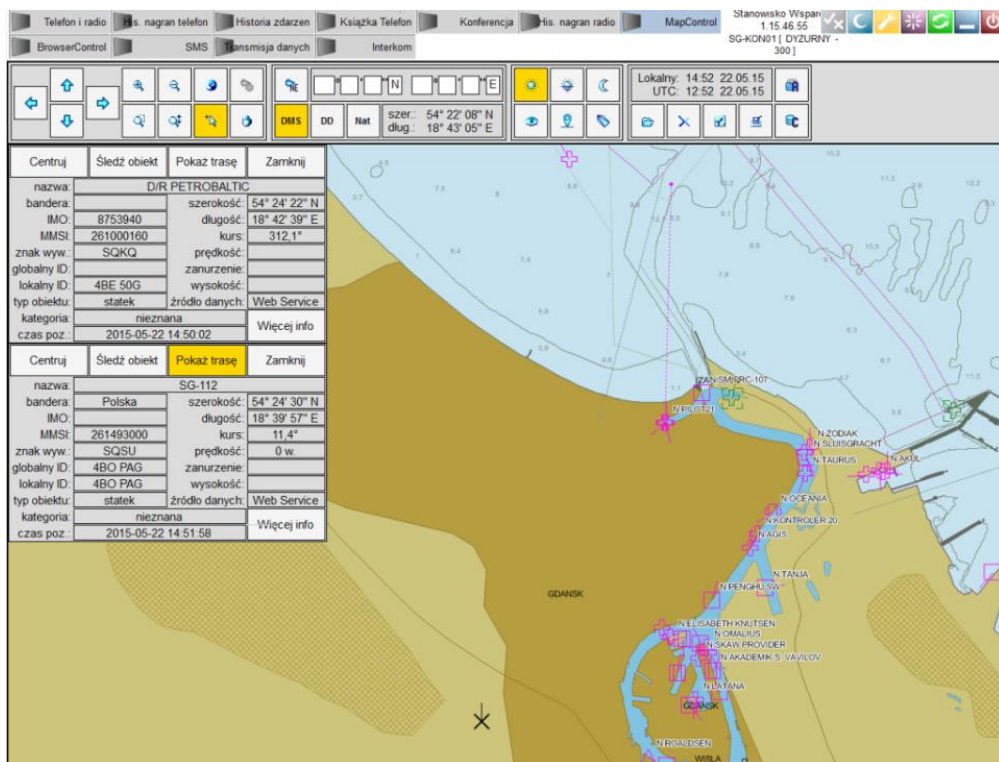 Telefon i radio His. nagran telefon Historia zdarzen Książka Telefon Konferencja His. nagran radio MapControl
BrowserControl SMS Transmisja danych Interkom
Stanowisko Wspar
1.15.46.55
SG-KON01 [ DYZURNY -
300 ]
N E
Lokalny: 14:52 22.05.15
UTC: 12:52 22.05.15
DMS DD Nat
szer.: 54° 22' 08" N
dług.: 18° 43' 05" E
Centruj Śledź obiekt Pokaż trasę Zamknij
nazwa: D/R PETROBALTIC
bandera: szerokość: 54° 24' 22" N
IMO: 8753940 długość: 18° 42' 39" E
MMSI: 261000160 kurs: 312,1°
znak wyw.: SQKQ prędkość:
globalny ID: zanurzenie:
lokalny ID: 4BE 50G wysokość:
typ obiektu: statek źródło danych: Web Service
kategoria: nieznana Więcej info
czas poz.: 2015-05-22 14:50:02
Centruj Śledź obiekt Pokaż trasę Zamknij
nazwa: SG-112
bandera: Polska szerokość: 54° 24' 30" N
IMO: długość: 18° 39' 57" E
MMSI: 261493000 kurs: 11,4°
znak wyw.: SQSU prędkość: 0 w.
globalny ID: 4BO PAG zanurzenie:
lokalny ID: 4BO PAG wysokość:
typ obiektu: statek źródło danych: Web Service
kategoria: nieznana Więcej info
czas poz.: 2015-05-22 14:51:58
N PILOT21
N ZODIAK
N SLUISGRACHT
N TAURUS
N AKUL
N OCEANIA
N KONTROLER 20
N AGIS
N TANJA
N PENGHU SW
GDANSK
N ELISABETH KNUTSEN
N OMALIUS
N SKAW PROVIDER
N AKADEMIK S. VAVILOV
N LATANA
GDANSK
N ROALDSEN
WISLA